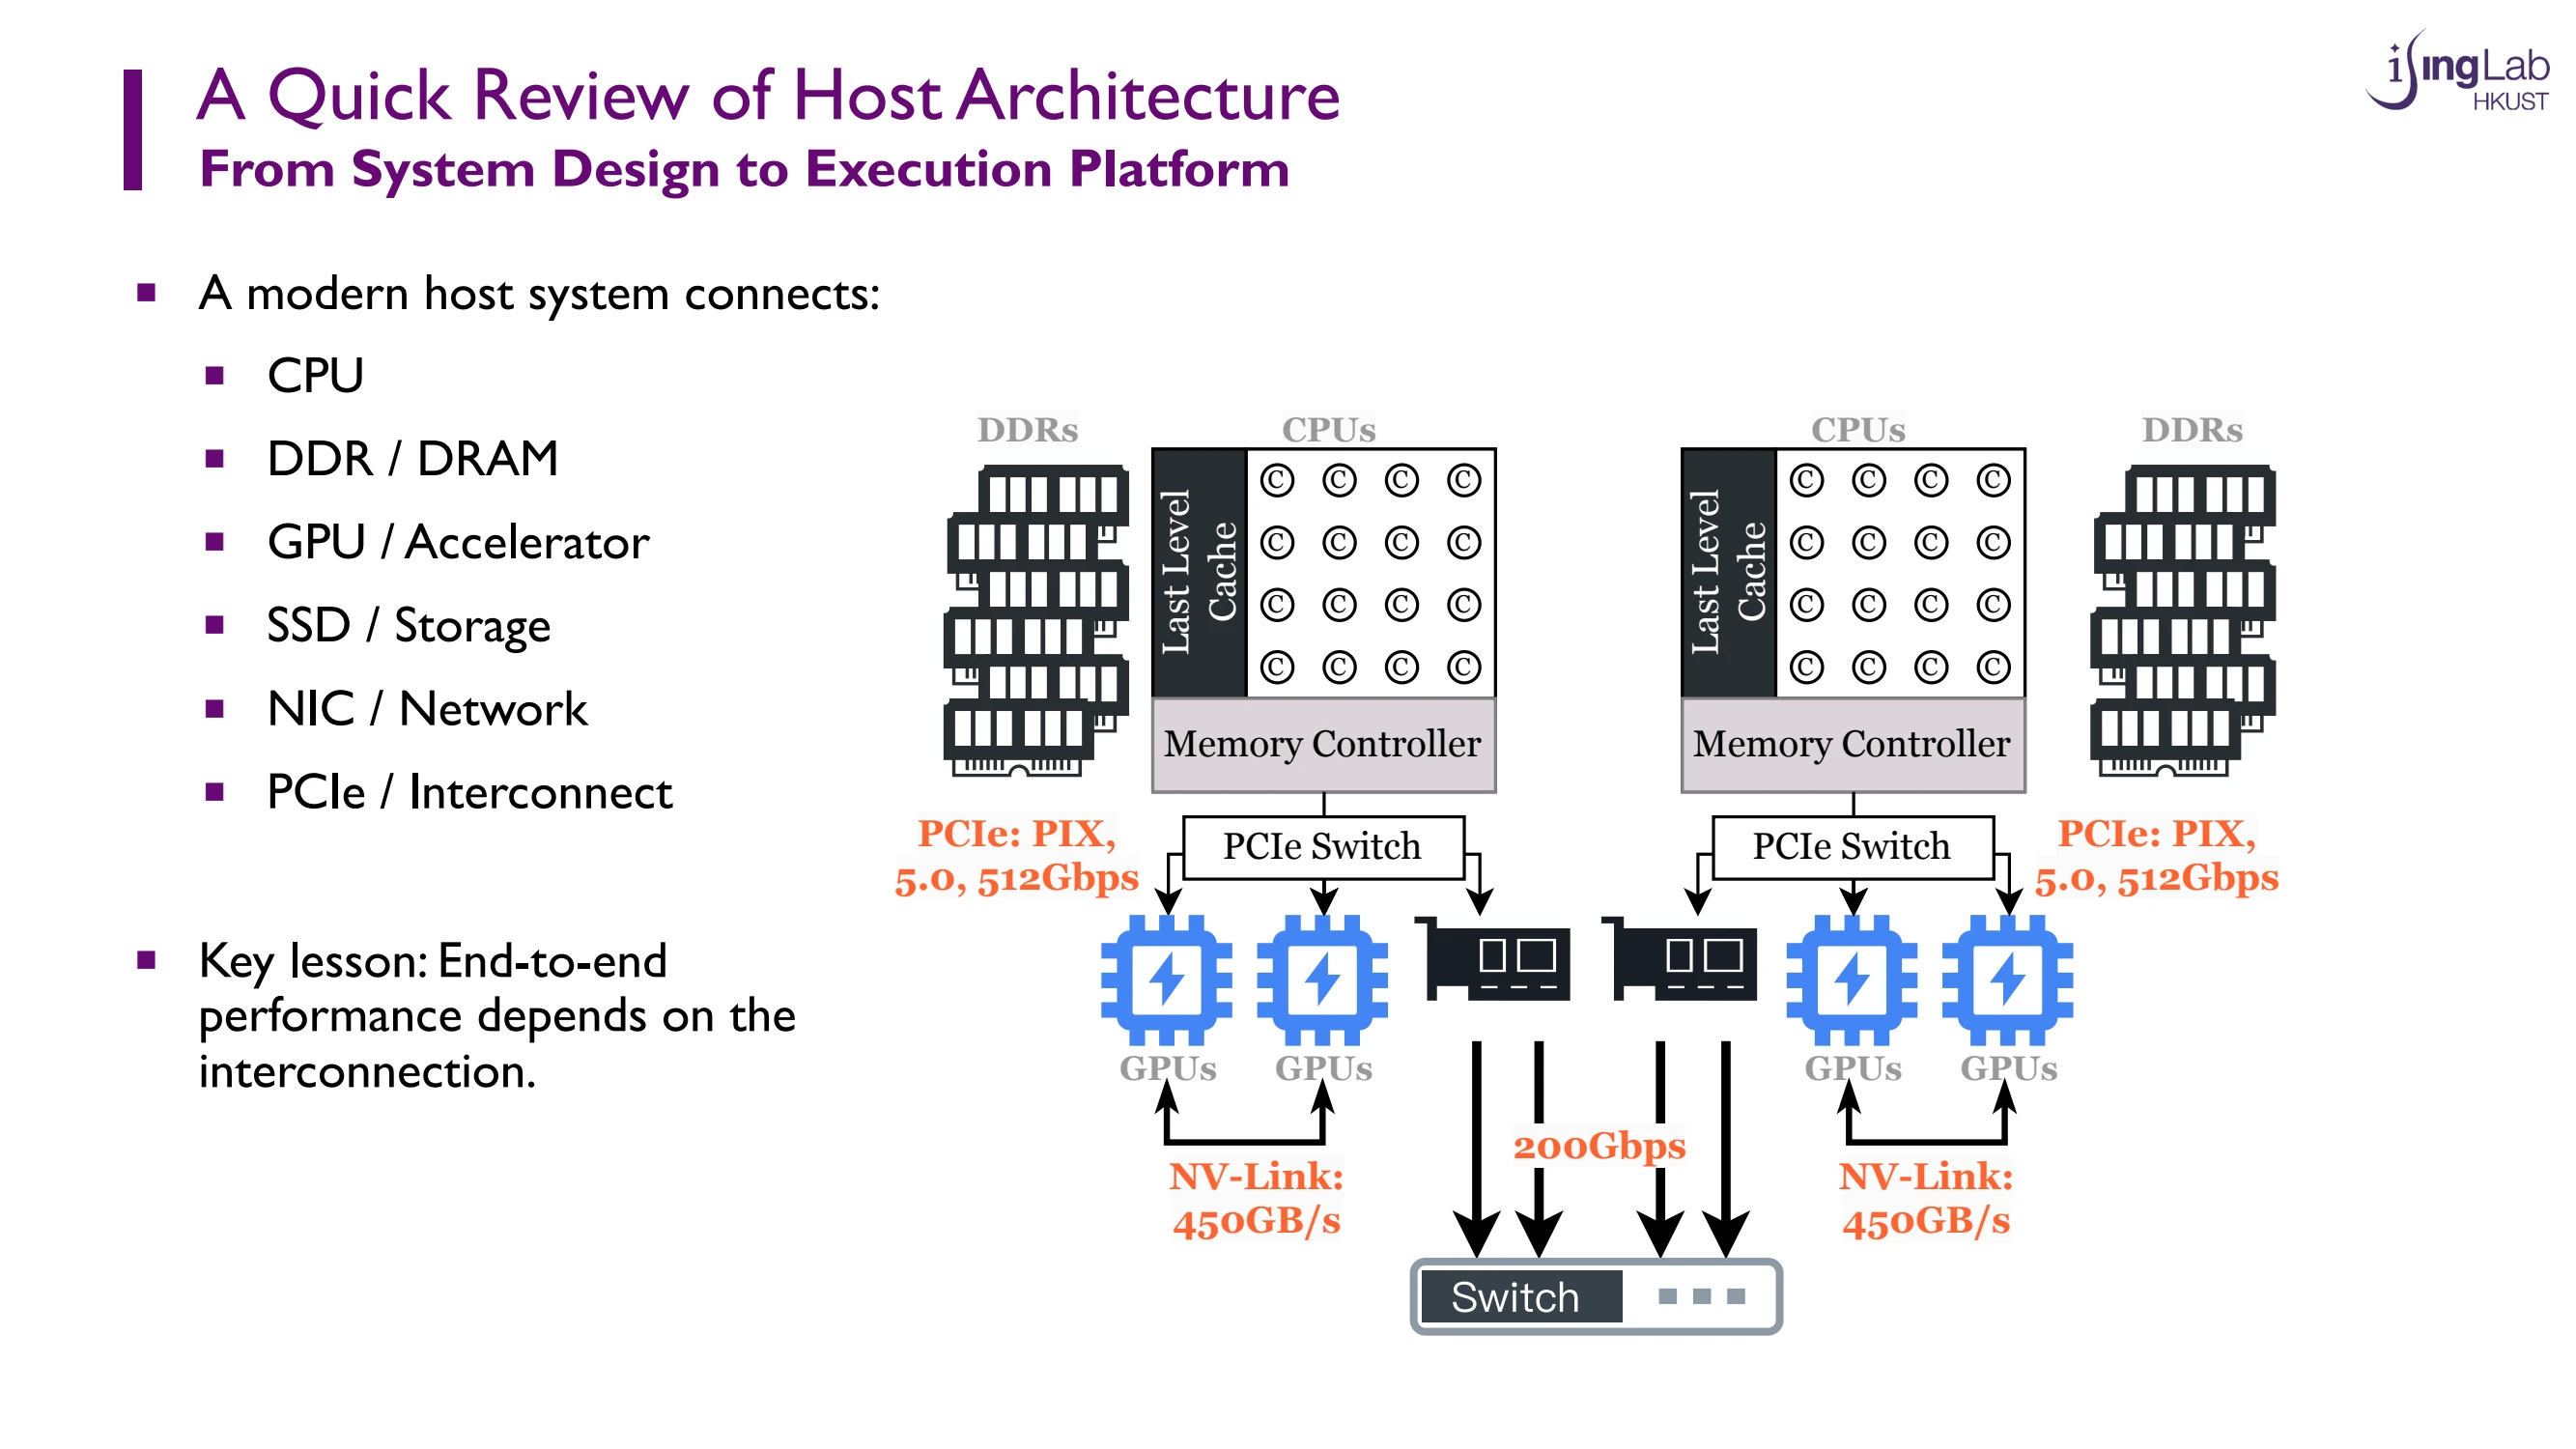 A Quick Review of Host Architecture
From System Design to Execution Platform
iSingLab
HKUST
A modern host system connects:
CPU
DDR / DRAM
GPU / Accelerator
SSD / Storage
NIC / Network
PCIe / Interconnect
Key lesson: End-to-end
performance depends on the
interconnection.
DDRs
CPUs
Last Level
Cache
© © © ©
© © © ©
© © © ©
© © © ©
Memory Controller
PCIe: PIX,
5.0, 512Gbps
PCIe Switch
GPUs
GPUs
NV-Link:
450GB/s
CPUs
DDRs
Last Level
Cache
© © © ©
© © © ©
© © © ©
© © © ©
Memory Controller
PCIe Switch
PCIe: PIX,
5.0, 512Gbps
GPUs
GPUs
NV-Link:
450GB/s
200Gbps
Switch